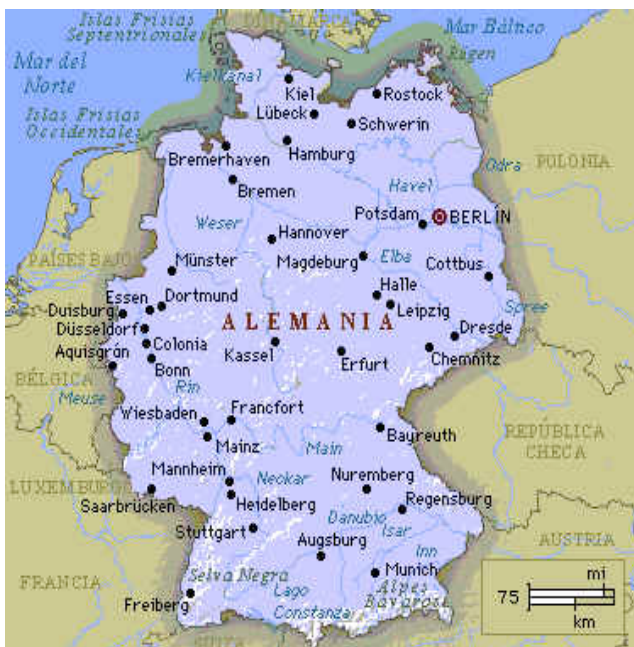 Islas Frisias
Septentrionales
DINAMARCA
Mar Báltico
Mar del
Norte
Rügen
Kielkanal
Kiel
Rostock
Islas Frisias
Occidentales
Lübeck
Schwerin
Bremerhaven
Hamburg
Odra
POLONIA
Bremen
Havel
Weser
Potsdam
BERLÍN
Hannover
PAÍSES BAJO
Münster
Magdeburg
Elba
Cottbus
Essen
Dortmund
Halle
Duisburg
Leipzig
Spree
Düsseldorf
ALEMANIA
Dresde
Colonia
Aquisgrán
Kassel
Erfurt
Chemnitz
Bonn
BÉLGICA
Rin
Meuse
Wiesbaden
Francfort
Bayreuth
REPÚBLICA
CHECA
Mainz
Main
Mannheim
Neckar
Nuremberg
LUXEMBURG
Saarbrücken
Heidelberg
Regensburg
Stuttgart
Danubio
Isar
AUSTRIA
Augsburg
Inn
FRANCIA
Selva Negra
Munich
Alpes
Bávaros
Lago
Constanza
Freiberg
SUIZA
mi
75
km